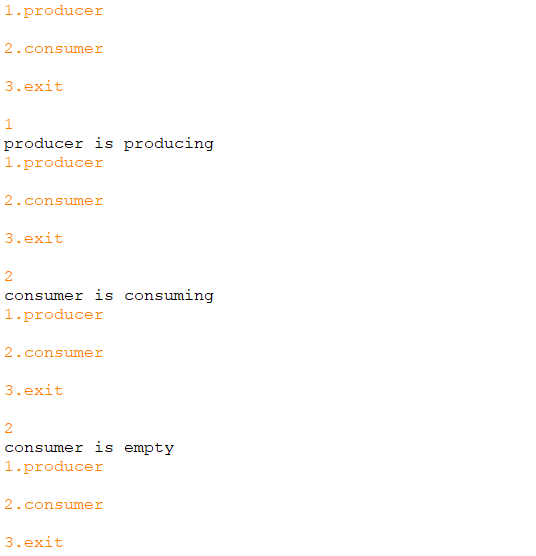 1.producer
2.consumer
3.exit
1
producer is producing
1.producer
2.consumer
3.exit
2
consumer is consuming
1.producer
2.consumer
3.exit
2
consumer is empty
1.producer
2.consumer
3.exit